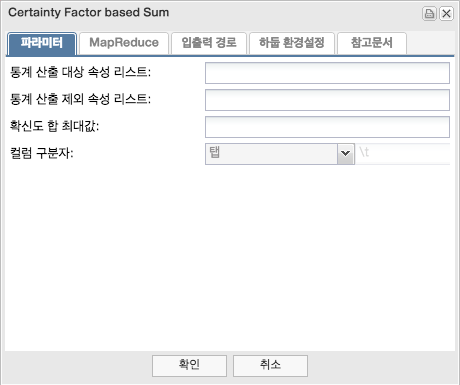 Certainty Factor based Sum
파라미터 MapReduce 입출력 경로 하둡 환경설정 참고문서
통계 산출 대상 속성 리스트:
통계 산출 제외 속성 리스트:
확신도 합 최대값:
컬럼 구분자: 탭 \t
확인 취소